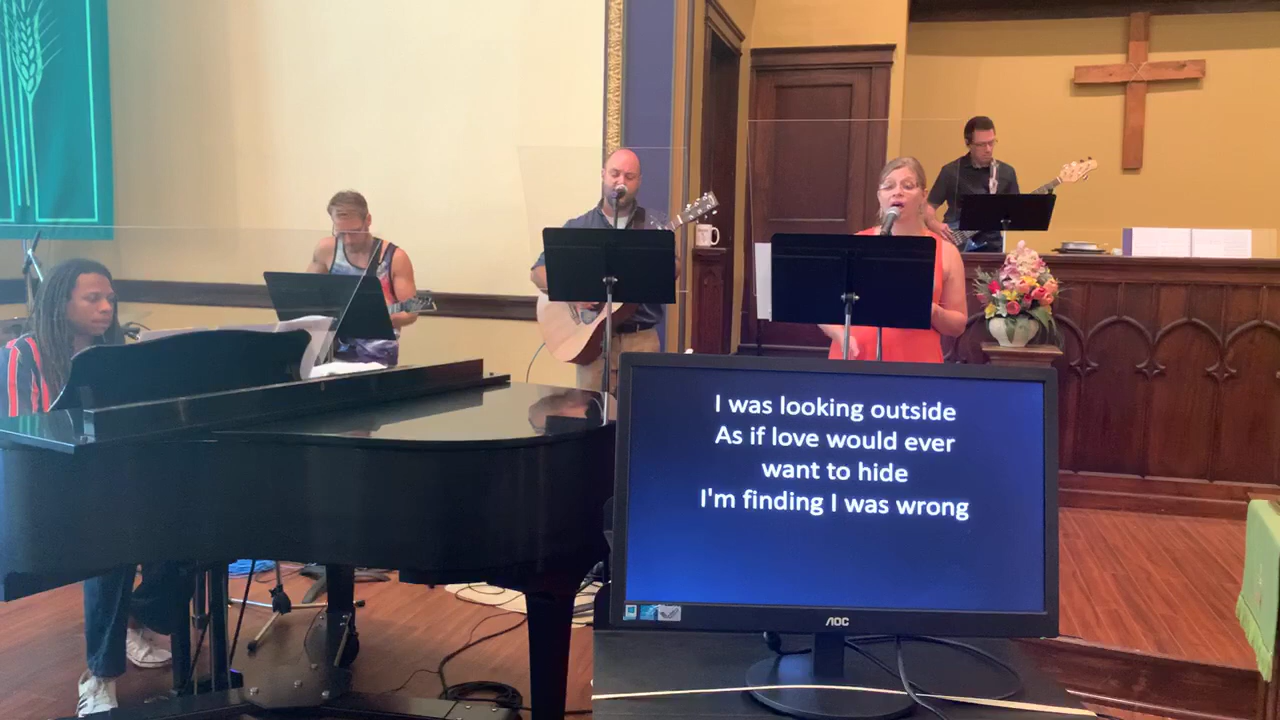 I was looking outside
As if love would ever
want to hide
I'm finding I was wrong
AOC